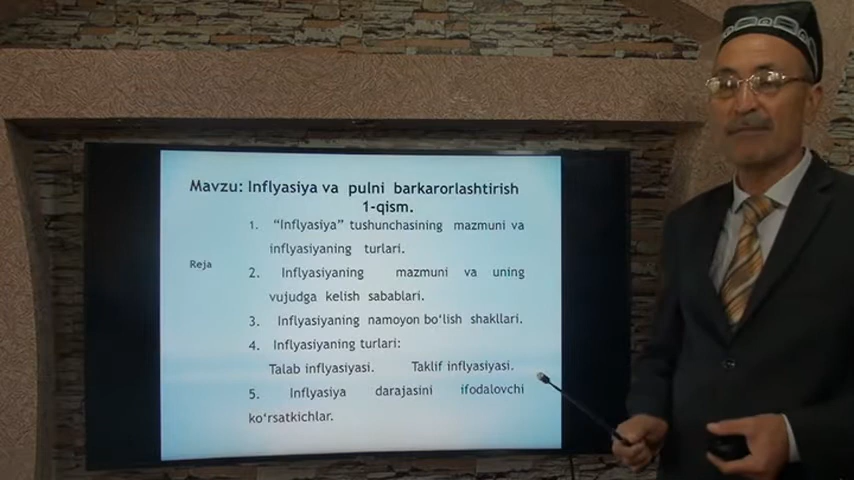 Mavzu: Inflyasiya va pulni barkarorlashtirish
1-qism.
1. “Inflyasiya” tushunchasining mazmuni va
inflyasiyaning turlari.
Reja
2. Inflyasiyaning mazmuni va uning
vujudga kelish sabablari.
3. Inflyasiyaning namoyon bo‘lish shakllari.
4. Inflyasiyaning turlari:
Talab inflyasiyasi. Taklif inflyasiyasi.
5. Inflyasiya darajasini ifodalovchi
ko‘rsatkichlar.